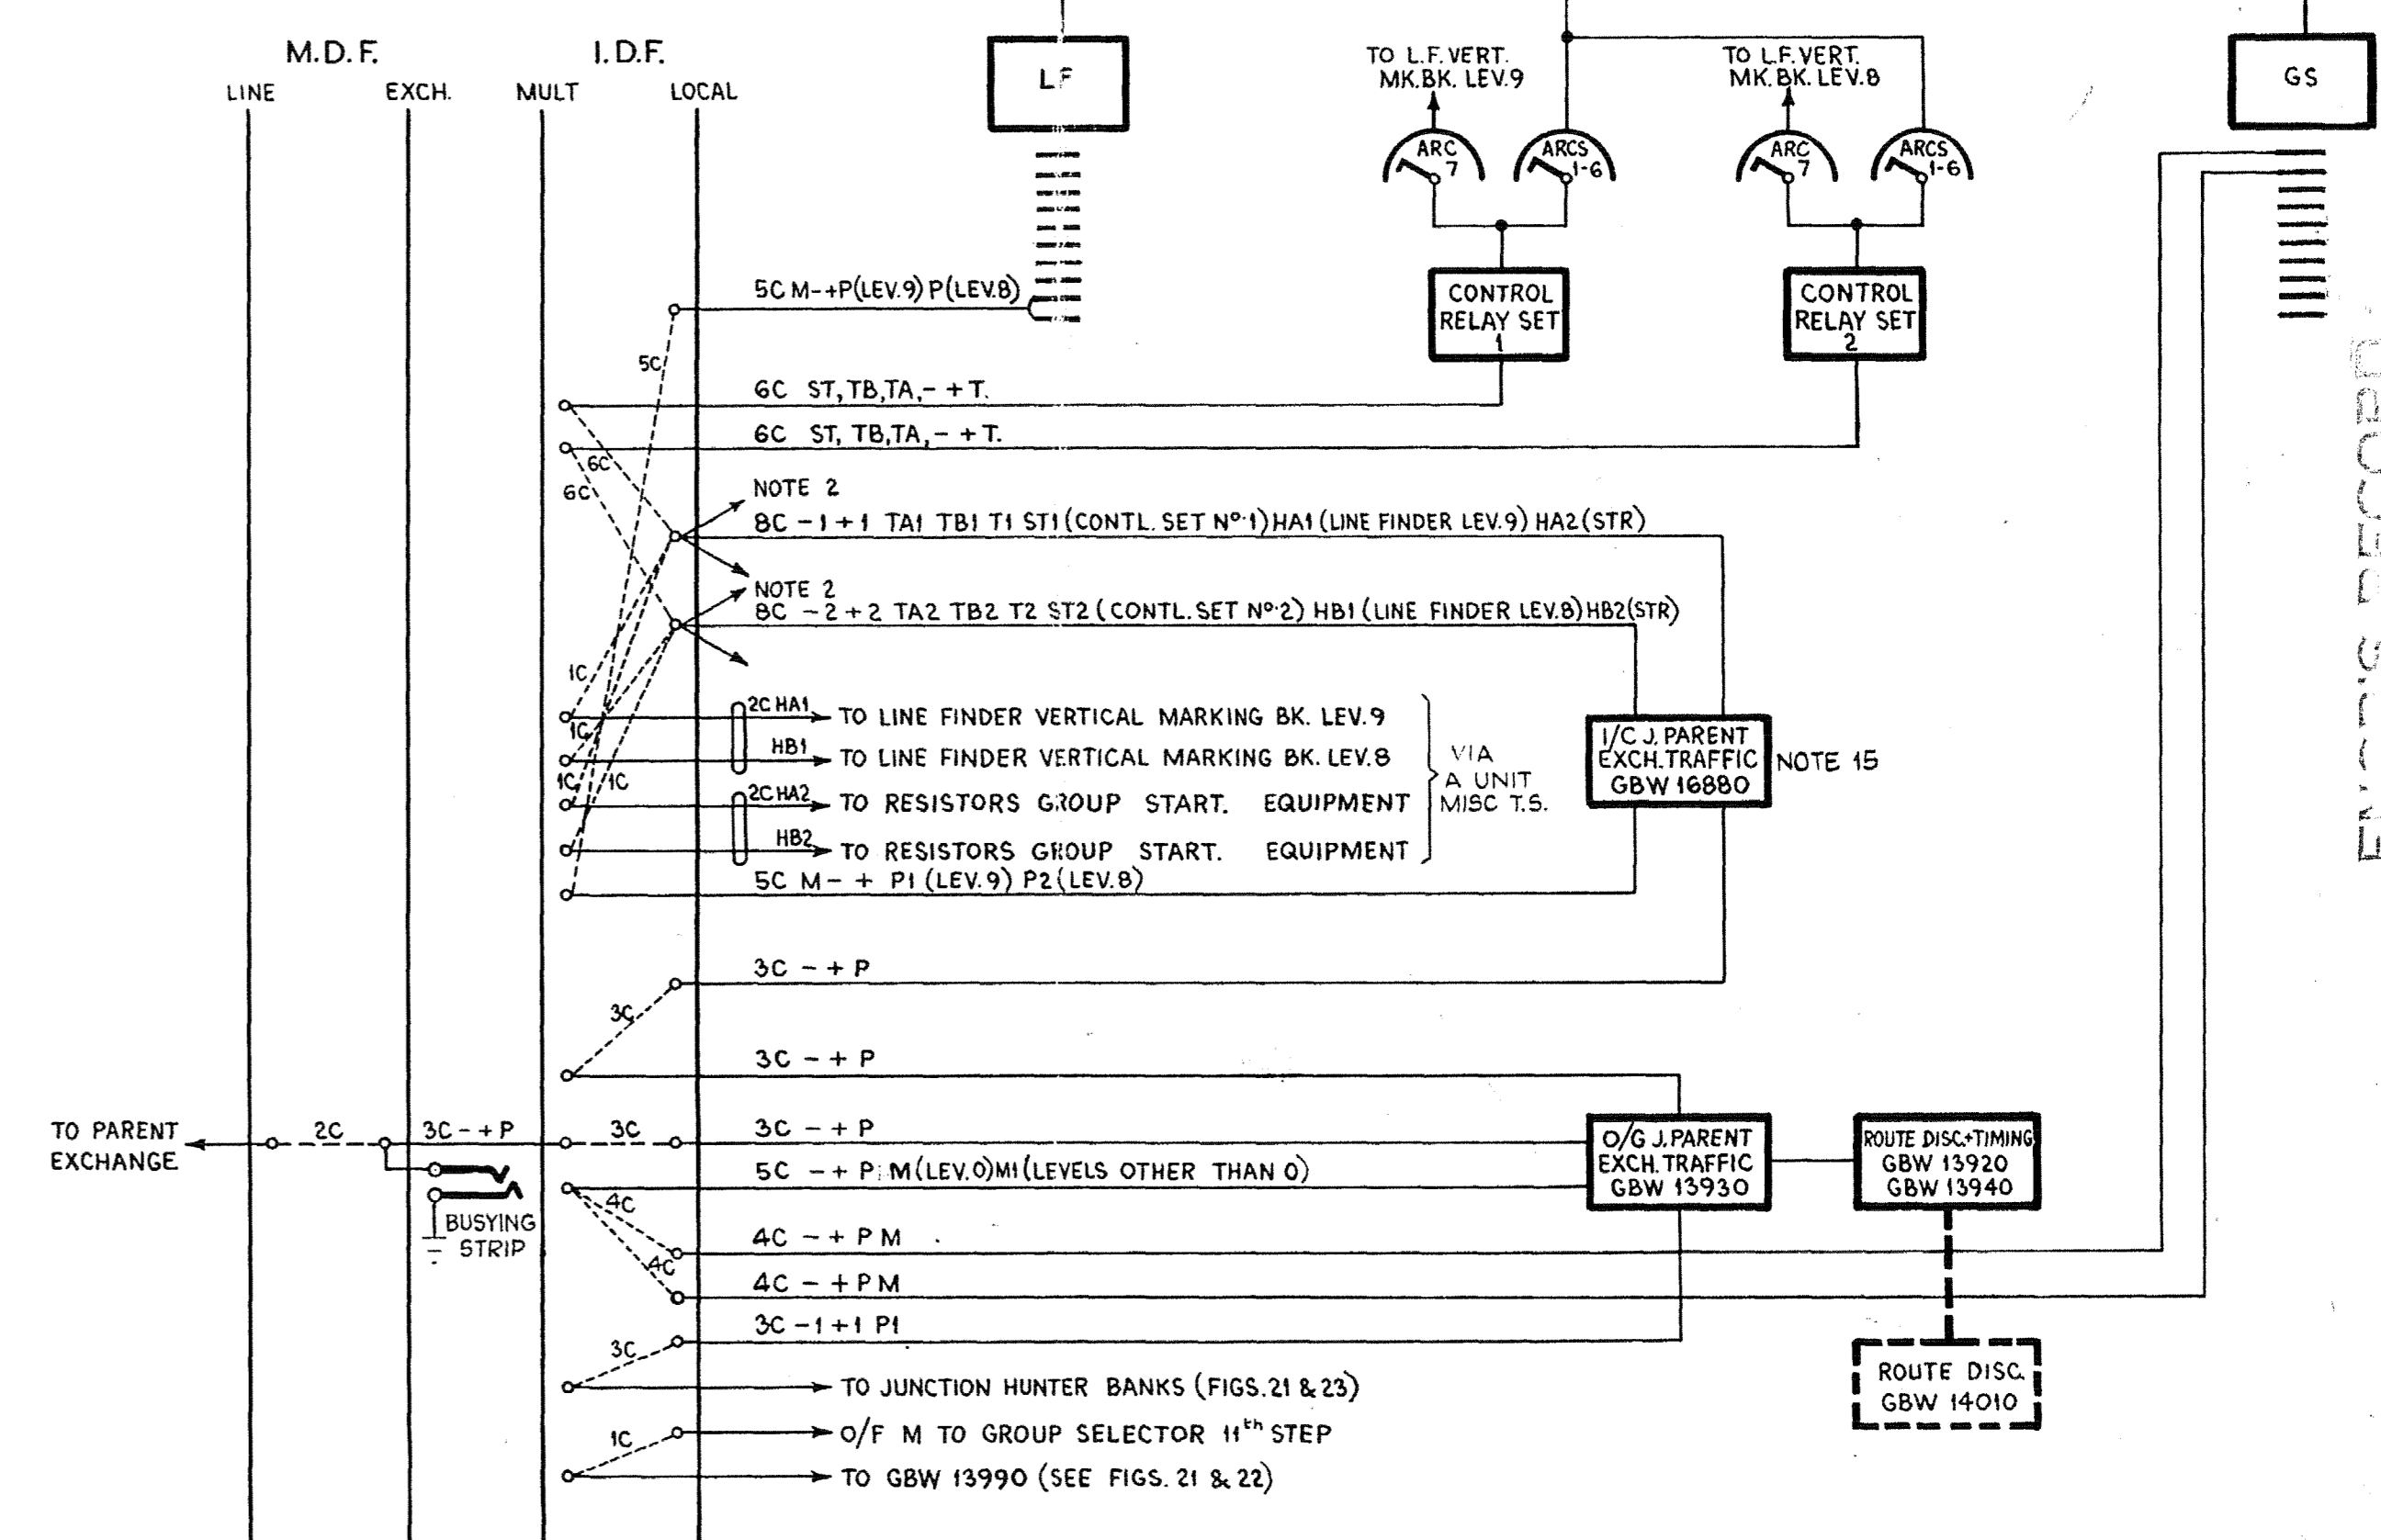 M.D.F.
I.D.F.
LINE
EXCH.
MULT
LOCAL
LF
TO L.F. VERT.
MK.BK. LEV.9
TO L.F. VERT.
MK.BK. LEV.8
GS
ARC
7
ARCS
1-6
ARC
7
ARCS
1-6
CONTROL
RELAY SET
1
CONTROL
RELAY SET
2
5C M-+P(LEV.9) P(LEV.8)
5C
6C ST, TB, TA, - + T.
6C ST, TB, TA, - + T.
6C
6C
NOTE 2
8C -1 +1 TA1 TB1 T1 ST1 (CONTL. SET Nº.1) HA1 (LINE FINDER LEV.9) HA2 (STR)
NOTE 2
8C -2 +2 TA2 TB2 T2 ST2 (CONTL. SET Nº.2) HB1 (LINE FINDER LEV.8) HB2 (STR)
1C
1C
1C
1C
2C HA1
TO LINE FINDER VERTICAL MARKING BK. LEV.9
HB1
TO LINE FINDER VERTICAL MARKING BK. LEV.8
2C HA2
TO RESISTORS GROUP START. EQUIPMENT
HB2
TO RESISTORS GROUP START. EQUIPMENT
VIA
A UNIT
MISC T.S.
I/C J. PARENT
EXCH. TRAFFIC
GBW 16880
NOTE 15
5C M - + P1 (LEV.9) P2 (LEV.8)
3C - + P
3C
3C - + P
TO PARENT
EXCHANGE
2C
3C - + P
3C
3C - + P
BUSYING
STRIP
5C - + P M (LEV.0) M1 (LEVELS OTHER THAN 0)
O/G J. PARENT
EXCH. TRAFFIC
GBW 13930
ROUTE DISC.+TIMING
GBW 13920
GBW 13940
4C
4C - + P M
4C
4C - + P M
3C -1 +1 P1
3C
TO JUNCTION HUNTER BANKS (FIGS. 21 & 23)
ROUTE DISC.
GBW 14010
1C
O/F M TO GROUP SELECTOR 11th STEP
TO GBW 13990 (SEE FIGS. 21 & 22)